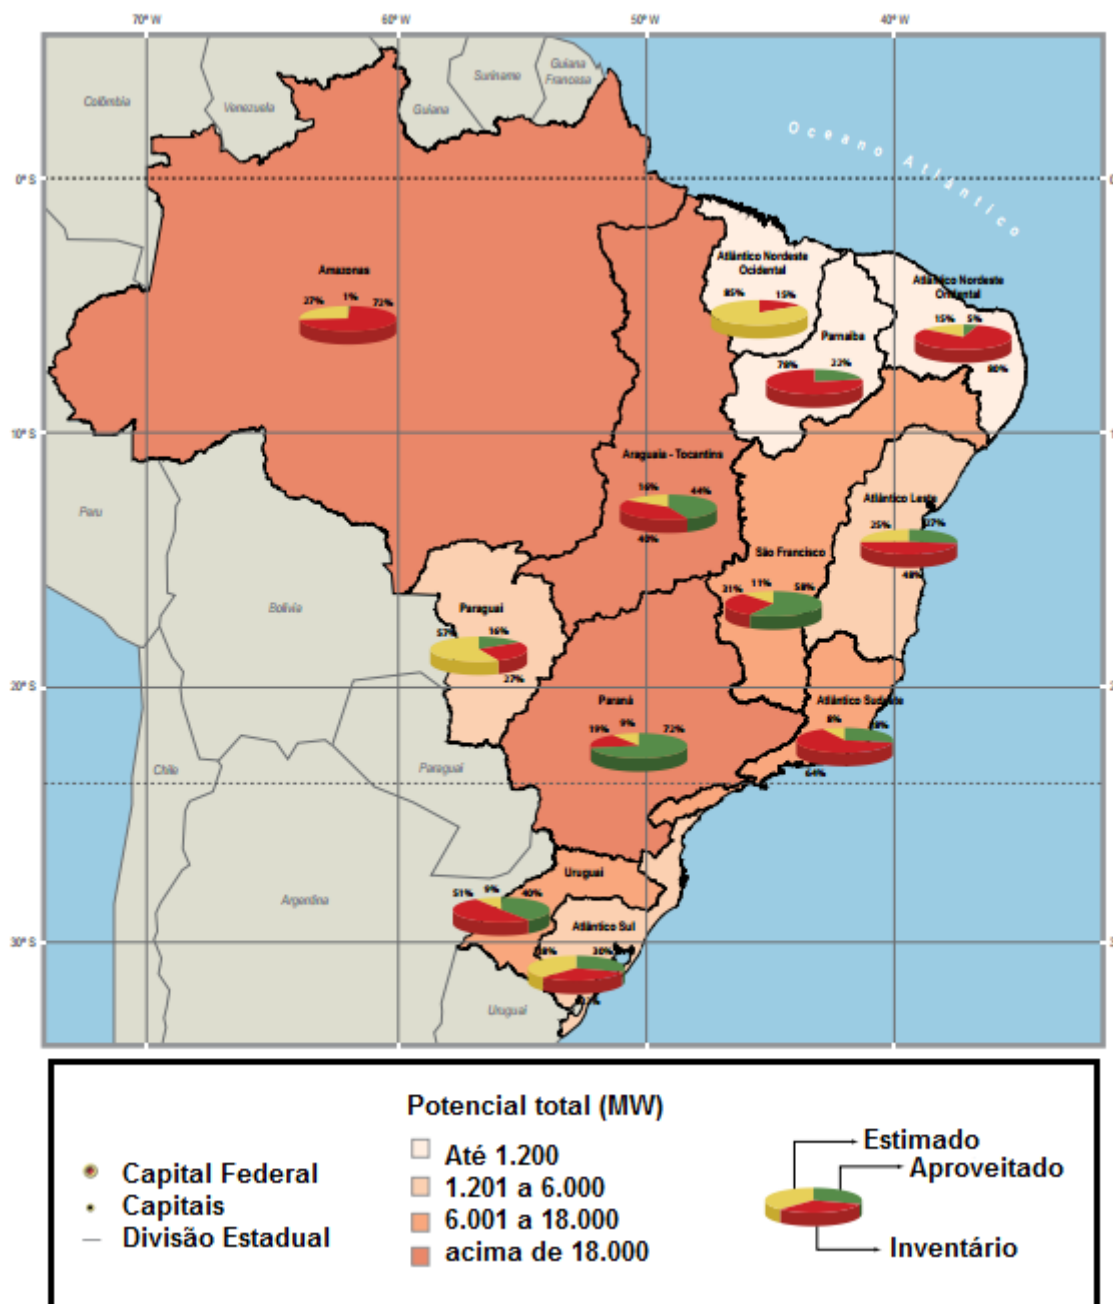 70° W 60° W 50° W 40° W
Colômbia
Venezuela
Guiana
Suriname
Guiana
Francesa
Oceano Atlântico
0° S
Amazonas
27% 1% 72%
Atlântico Nordeste
Ocidental
85% 15%
Atlântico Nordeste
15% 5%
80%
Parnaíba
78% 22%
10° S
Peru
Araguaia - Tocantins
16% 44%
40%
Atlântico Leste
25% 27%
48%
São Francisco
31% 11% 58%
Bolívia
Paraguai
57% 16%
27%
20° S
Paraná
19% 9% 72%
Atlântico Sudeste
8%
64%
Chile
Paraguai
Argentina
Uruguai
51% 9% 40%
Atlântico Sul
30%
30° S
Uruguai
Potencial total (MW)
Capital Federal
Capitais
Divisão Estadual
Até 1.200
1.201 a 6.000
6.001 a 18.000
acima de 18.000
Estimado
Aproveitado
Inventário